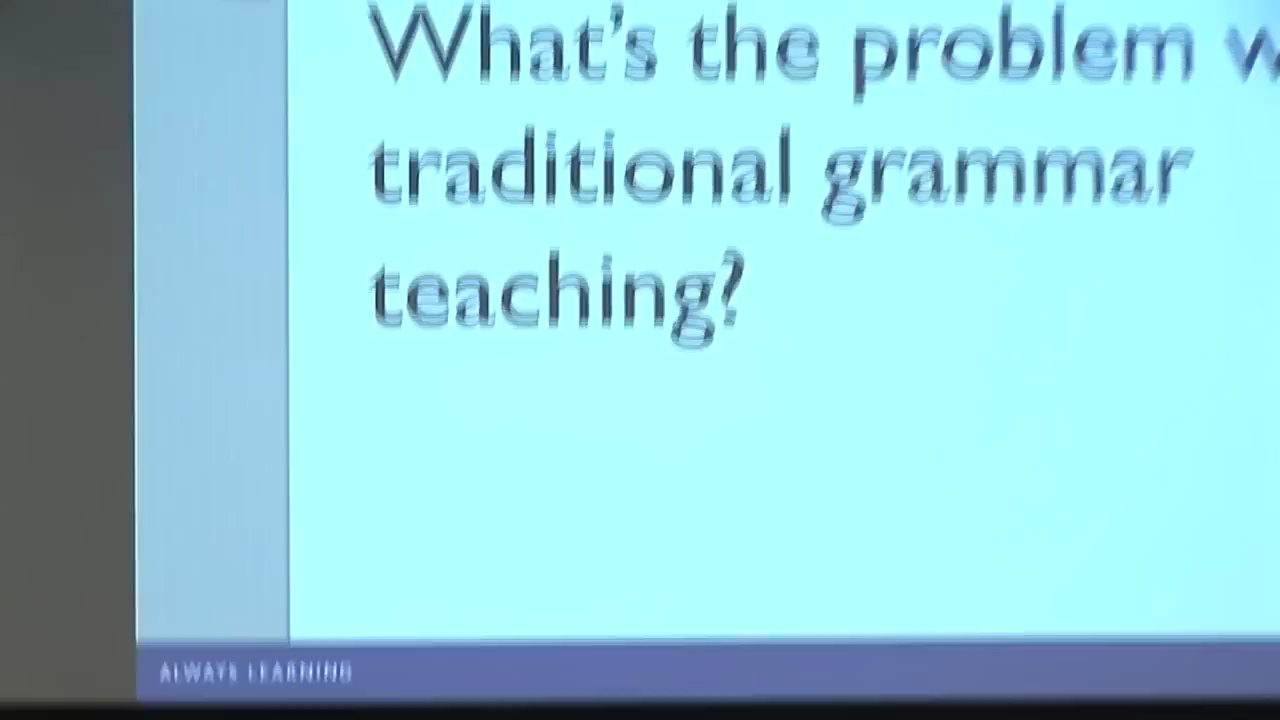 What's the problem w
traditional grammar
teaching?
ALWAYS LEARNING